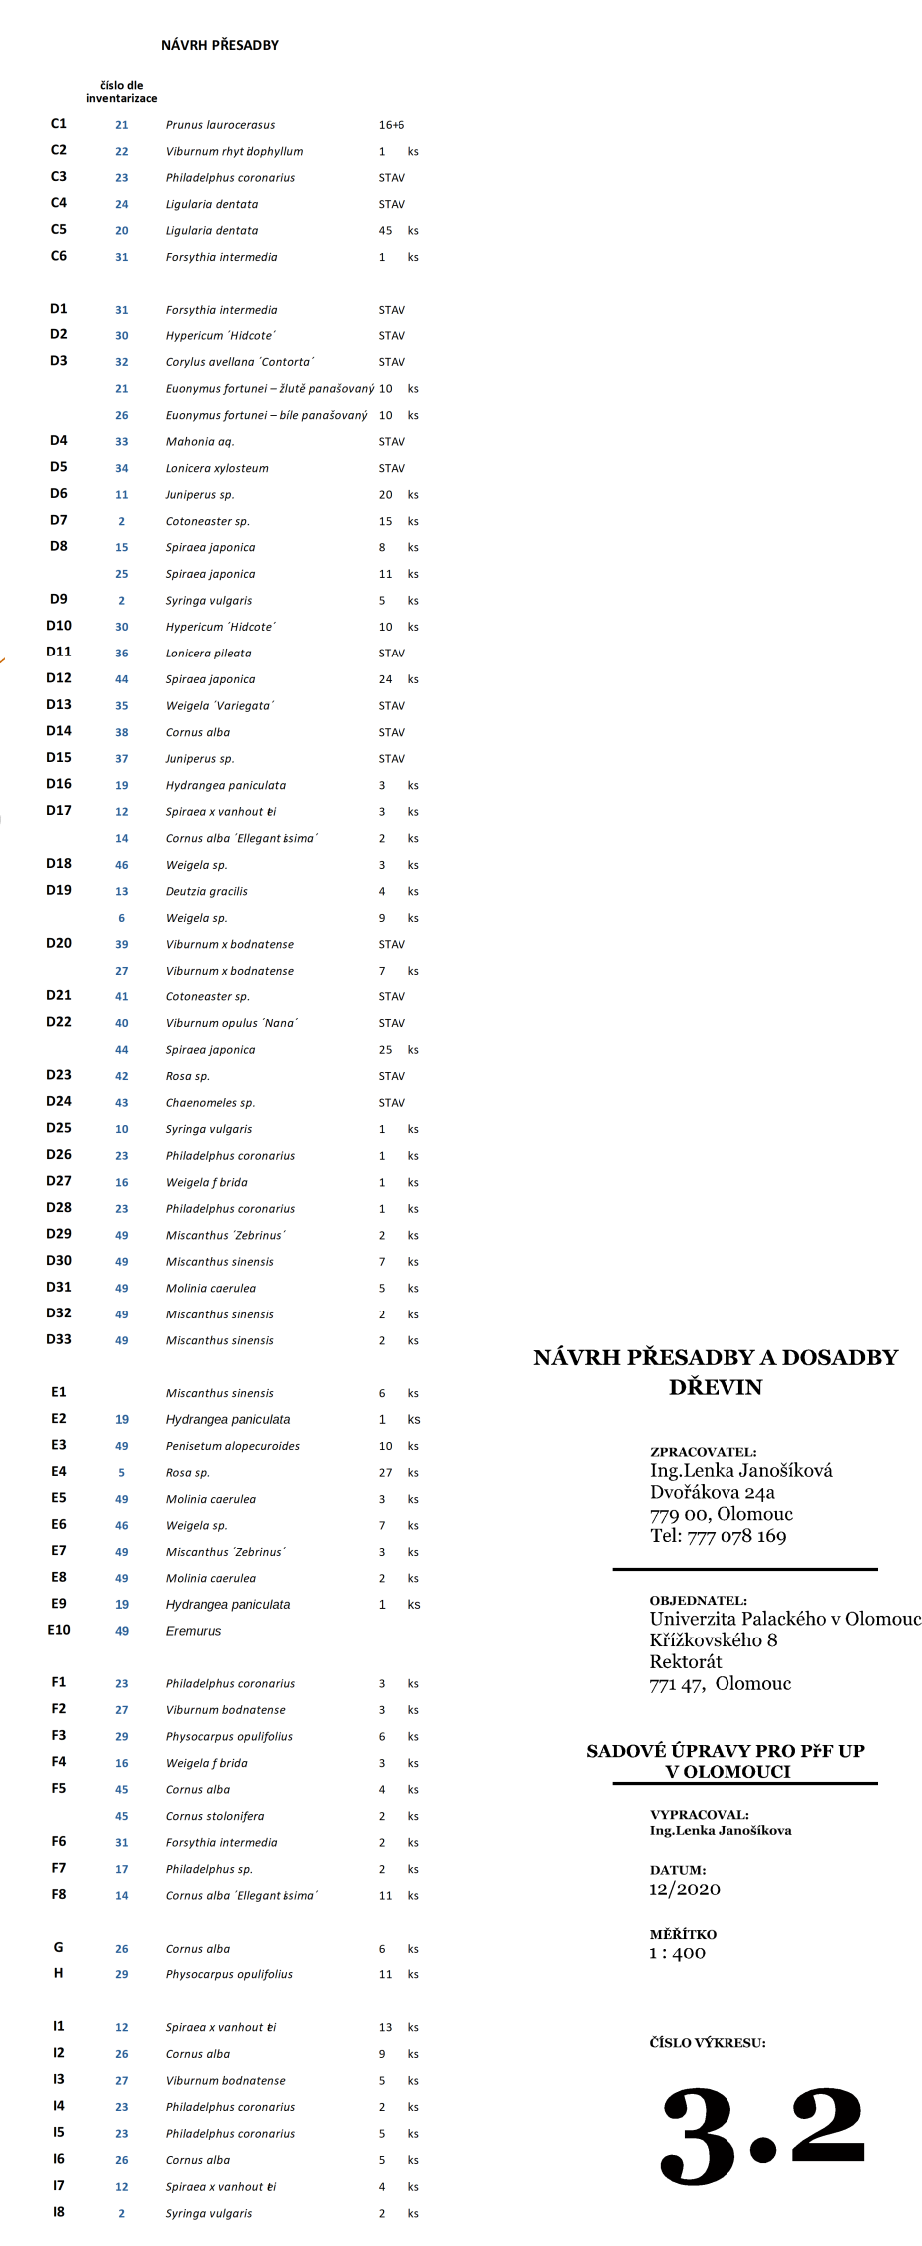 NÁVRH PŘESADBY
číslo dle
inventarizace
C1 21 Prunus laurocerasus 16+6
C2 22 Viburnum rhytidophyllum 1 ks
C3 23 Philadelphus coronarius STAV
C4 24 Ligularia dentata STAV
C5 20 Ligularia dentata 45 ks
C6 31 Forsythia intermedia 1 ks
D1 31 Forsythia intermedia STAV
D2 30 Hypericum ´Hidcote´ STAV
D3 32 Corylus avellana ´Contorta´ STAV
21 Euonymus fortunei – žlutě panašovaný 10 ks
26 Euonymus fortunei – bíle panašovaný 10 ks
D4 33 Mahonia aq. STAV
D5 34 Lonicera xylosteum STAV
D6 11 Juniperus sp. 20 ks
D7 2 Cotoneaster sp. 15 ks
D8 15 Spiraea japonica 8 ks
25 Spiraea japonica 11 ks
D9 2 Syringa vulgaris 5 ks
D10 30 Hypericum ´Hidcote´ 10 ks
D11 36 Lonicera pileata STAV
D12 44 Spiraea japonica 24 ks
D13 35 Weigela ´Variegata´ STAV
D14 38 Cornus alba STAV
D15 37 Juniperus sp. STAV
D16 19 Hydrangea paniculata 3 ks
D17 12 Spiraea x vanhouttei 3 ks
14 Cornus alba ´Ellegantissima´ 2 ks
D18 46 Weigela sp. 3 ks
D19 13 Deutzia gracilis 4 ks
6 Weigela sp. 9 ks
D20 39 Viburnum x bodnatense STAV
27 Viburnum x bodnatense 7 ks
D21 41 Cotoneaster sp. STAV
D22 40 Viburnum opulus ´Nana´ STAV
44 Spiraea japonica 25 ks
D23 42 Rosa sp. STAV
D24 43 Chaenomeles sp. STAV
D25 10 Syringa vulgaris 1 ks
D26 23 Philadelphus coronarius 1 ks
D27 16 Weigela f brida 1 ks
D28 23 Philadelphus coronarius 1 ks
D29 49 Miscanthus ´Zebrinus´ 2 ks
D30 49 Miscanthus sinensis 7 ks
D31 49 Molinia caerulea 5 ks
D32 49 Miscanthus sinensis 2 ks
D33 49 Miscanthus sinensis 2 ks
E1 Miscanthus sinensis 6 ks
E2 19 Hydrangea paniculata 1 ks
E3 49 Penisetum alopecuroides 10 ks
E4 5 Rosa sp. 27 ks
E5 49 Molinia caerulea 3 ks
E6 46 Weigela sp. 7 ks
E7 49 Miscanthus ´Zebrinus´ 3 ks
E8 49 Molinia caerulea 2 ks
E9 19 Hydrangea paniculata 1 ks
E10 49 Eremurus
F1 23 Philadelphus coronarius 3 ks
F2 27 Viburnum bodnatense 3 ks
F3 29 Physocarpus opulifolius 6 ks
F4 16 Weigela f brida 3 ks
F5 45 Cornus alba 4 ks
45 Cornus stolonifera 2 ks
F6 31 Forsythia intermedia 2 ks
F7 17 Philadelphus sp. 2 ks
F8 14 Cornus alba ´Ellegantissima´ 11 ks
G 26 Cornus alba 6 ks
H 29 Physocarpus opulifolius 11 ks
I1 12 Spiraea x vanhouttei 13 ks
I2 26 Cornus alba 9 ks
I3 27 Viburnum bodnatense 5 ks
I4 23 Philadelphus coronarius 2 ks
I5 23 Philadelphus coronarius 5 ks
I6 26 Cornus alba 5 ks
I7 12 Spiraea x vanhouttei 4 ks
I8 2 Syringa vulgaris 2 ks
NÁVRH PŘESADBY A DOSADBY
DŘEVIN
ZPRACOVATEL:
Ing.Lenka Janošíková
Dvořákova 24a
779 00, Olomouc
Tel: 777 078 169
OBJEDNATEL:
Univerzita Palackého v Olomouc
Křížkovského 8
Rektorát
771 47, Olomouc
SADOVÉ ÚPRAVY PRO PřF UP
V OLOMOUCI
VYPRACOVAL:
Ing.Lenka Janošíkova
DATUM:
12/2020
MĚŘÍTKO
1 : 400
ČÍSLO VÝKRESU:
3.2